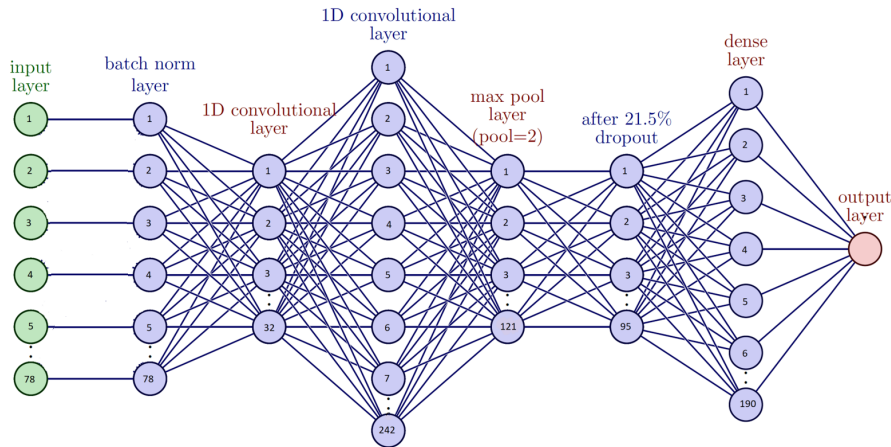 input
layer
1
2
3
4
5
78
batch norm
layer
1
2
3
4
5
78
1D convolutional
layer
1
2
3
32
1D convolutional
layer
1
2
3
4
5
6
7
242
max pool
layer
(pool=2)
1
2
3
121
after 21.5%
dropout
1
2
3
95
dense
layer
1
2
3
4
5
6
190
output
layer